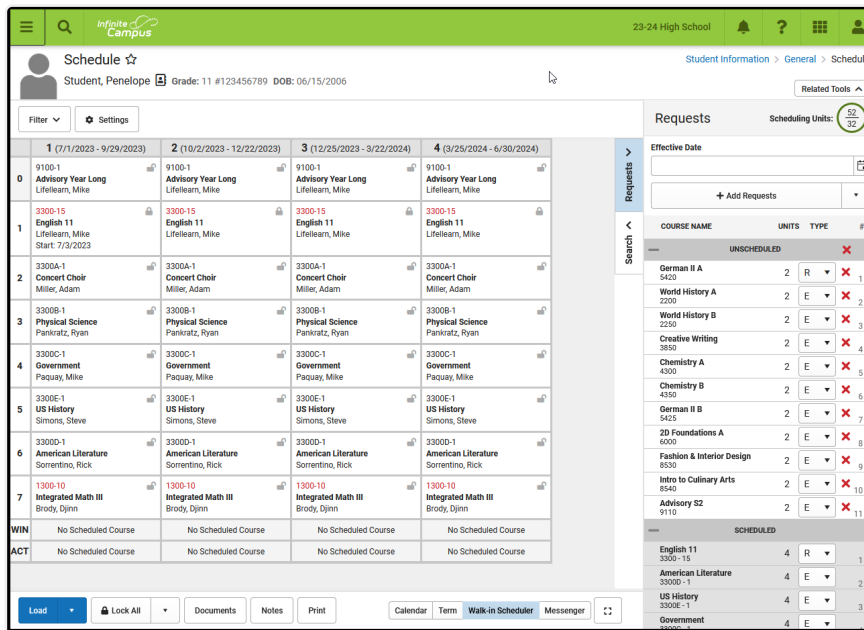 Infinite Campus
23-24 High School
?
Schedule
Student Information > General > Schedul
Student, Penelope Grade: 11 #123456789 DOB: 06/15/2006
Related Tools
Filter
Settings
Requests
Scheduling Units: 52
32
1 (7/1/2023 - 9/29/2023) 2 (10/2/2023 - 12/22/2023) 3 (12/25/2023 - 3/22/2024) 4 (3/25/2024 - 6/30/2024)
0
9100-1 9100-1 9100-1 9100-1
Advisory Year Long Advisory Year Long Advisory Year Long Advisory Year Long
Lifellearn, Mike Lifellearn, Mike Lifellearn, Mike Lifellearn, Mike
1
3300-15 3300-15 3300-15 3300-15
English 11 English 11 English 11 English 11
Lifellearn, Mike Lifellearn, Mike Lifellearn, Mike Lifellearn, Mike
Start: 7/3/2023
2
3300A-1 3300A-1 3300A-1 3300A-1
Concert Choir Concert Choir Concert Choir Concert Choir
Miller, Adam Miller, Adam Miller, Adam Miller, Adam
3
3300B-1 3300B-1 3300B-1 3300B-1
Physical Science Physical Science Physical Science Physical Science
Pankratz, Ryan Pankratz, Ryan Pankratz, Ryan Pankratz, Ryan
4
3300C-1 3300C-1 3300C-1 3300C-1
Government Government Government Government
Paquay, Mike Paquay, Mike Paquay, Mike Paquay, Mike
5
3300E-1 3300E-1 3300E-1 3300E-1
US History US History US History US History
Simons, Steve Simons, Steve Simons, Steve Simons, Steve
6
3300D-1 3300D-1 3300D-1 3300D-1
American Literature American Literature American Literature American Literature
Sorrentino, Rick Sorrentino, Rick Sorrentino, Rick Sorrentino, Rick
7
1300-10 1300-10 1300-10 1300-10
Integrated Math III Integrated Math III Integrated Math III Integrated Math III
Brody, Djinn Brody, Djinn Brody, Djinn Brody, Djinn
WIN No Scheduled Course No Scheduled Course No Scheduled Course No Scheduled Course
ACT No Scheduled Course No Scheduled Course No Scheduled Course No Scheduled Course
Requests
Search
Effective Date
+ Add Requests
COURSE NAME UNITS TYPE #
UNSCHEDULED
German II A 2 R 1
5420
World History A 2 E 2
2200
World History B 2 E 3
2250
Creative Writing 2 E 4
3850
Chemistry A 2 E 5
4300
Chemistry B 2 E 6
4350
German II B 2 E 7
5425
2D Foundations A 2 E 8
6000
Fashion & Interior Design 2 E 9
8530
Intro to Culinary Arts 2 E 10
8540
Advisory S2 2 E 11
9110
SCHEDULED
English 11 4 R 1
3300 - 15
American Literature 4 E 2
3300D - 1
US History 4 E 3
3300E - 1
Government 4 E
Load
Lock All
Documents
Notes
Print
Calendar Term Walk-in Scheduler Messenger